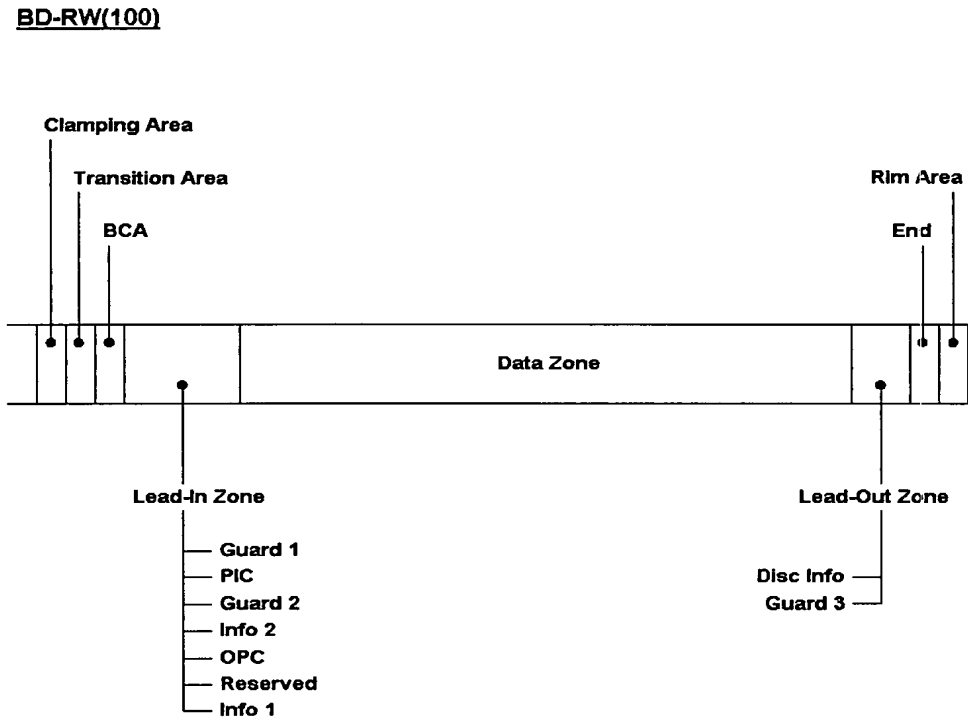 BD-RW(100)
Clamping Area
Transition Area
Rim Area
BCA
End
Data Zone
Lead-In Zone
Lead-Out Zone
Guard 1
PIC
Disc Info
Guard 2
Guard 3
Info 2
OPC
Reserved
Info 1